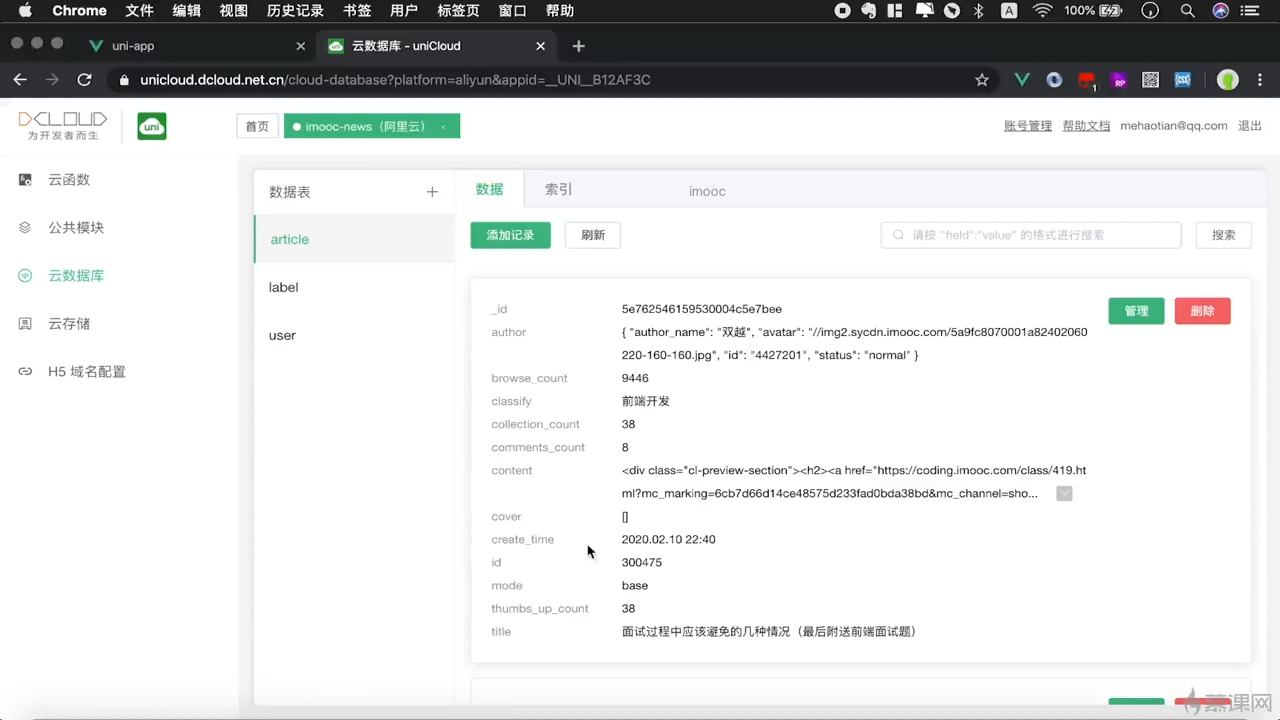 Chrome 文件 编辑 视图 历史记录 书签 用户 标签页 窗口 帮助 100%
uni-app
云数据库 - uniCloud
unicloud.dcloud.net.cn/cloud-database?platform=aliyun&appid=__UNI__B12AF3C
DCLOUD
为开发者而生
uni
首页
imooc-news（阿里云）
账号管理 帮助文档 mehaotian@qq.com 退出
云函数
公共模块
云数据库
云存储
H5 域名配置
数据表
article
label
user
数据 索引 imooc
添加记录 刷新
请按 "field":"value" 的格式进行搜索 搜索
_id 5e762546159530004c5e7bee
管理 删除
author { "author_name": "双越", "avatar": "//img2.sycdn.imooc.com/5a9fc8070001a82402060
220-160-160.jpg", "id": "4427201", "status": "normal" }
browse_count 9446
classify 前端开发
collection_count 38
comments_count 8
content <div class="cl-preview-section"><h2><a href="https://coding.imooc.com/class/419.ht
ml?mc_marking=6cb7d66d14ce48575d233fad0bda38bd&mc_channel=sho...
cover []
create_time 2020.02.10 22:40
id 300475
mode base
thumbs_up_count 38
title 面试过程中应该避免的几种情况（最后附送前端面试题）
慕课网